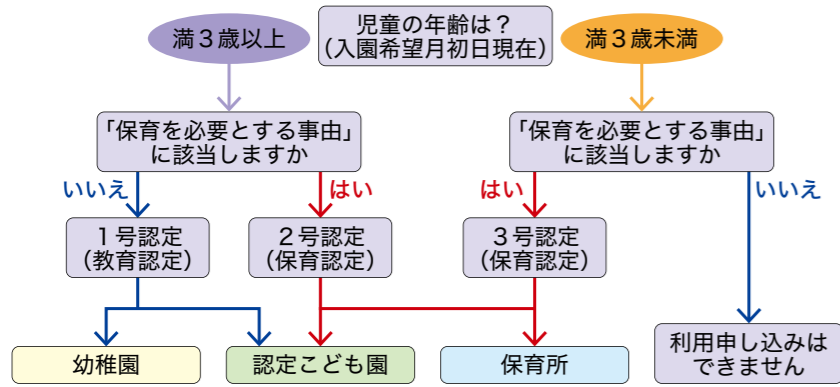 児童の年齢は？
（入園希望月初日現在）
満３歳以上
満３歳未満
「保育を必要とする事由」
に該当しますか
「保育を必要とする事由」
に該当しますか
いいえ
はい
はい
いいえ
１号認定
（教育認定）
２号認定
（保育認定）
３号認定
（保育認定）
幼稚園
認定こども園
保育所
利用申し込みは
できません